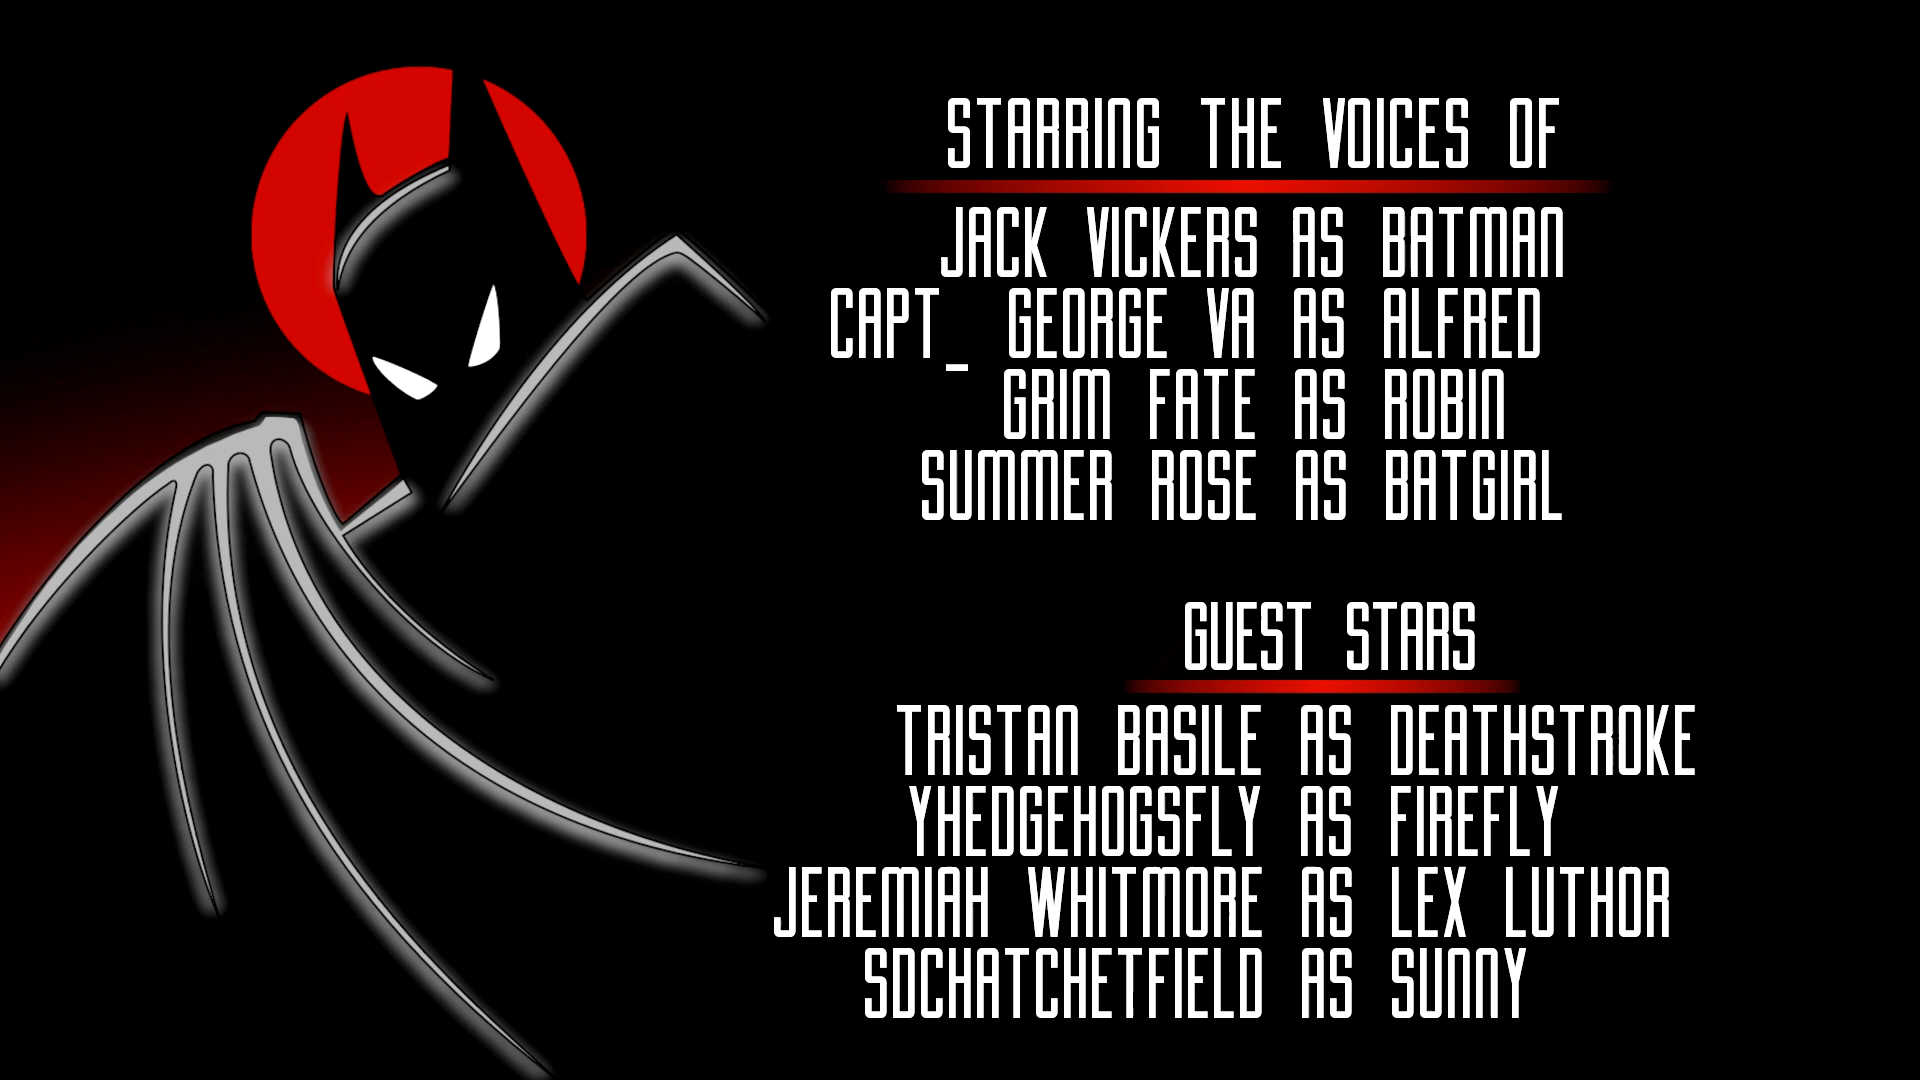 STARRING THE VOICES OF
JACK VICKERS AS BATMAN
CAPT_ GEORGE VA AS ALFRED
GRIM FATE AS ROBIN
SUMMER ROSE AS BATGIRL
GUEST STARS
TRISTAN BASILE AS DEATHSTROKE
YHEDGEHOGSFLY AS FIREFLY
JEREMIAH WHITMORE AS LEX LUTHOR
SDCHATCHETFIELD AS SUNNY